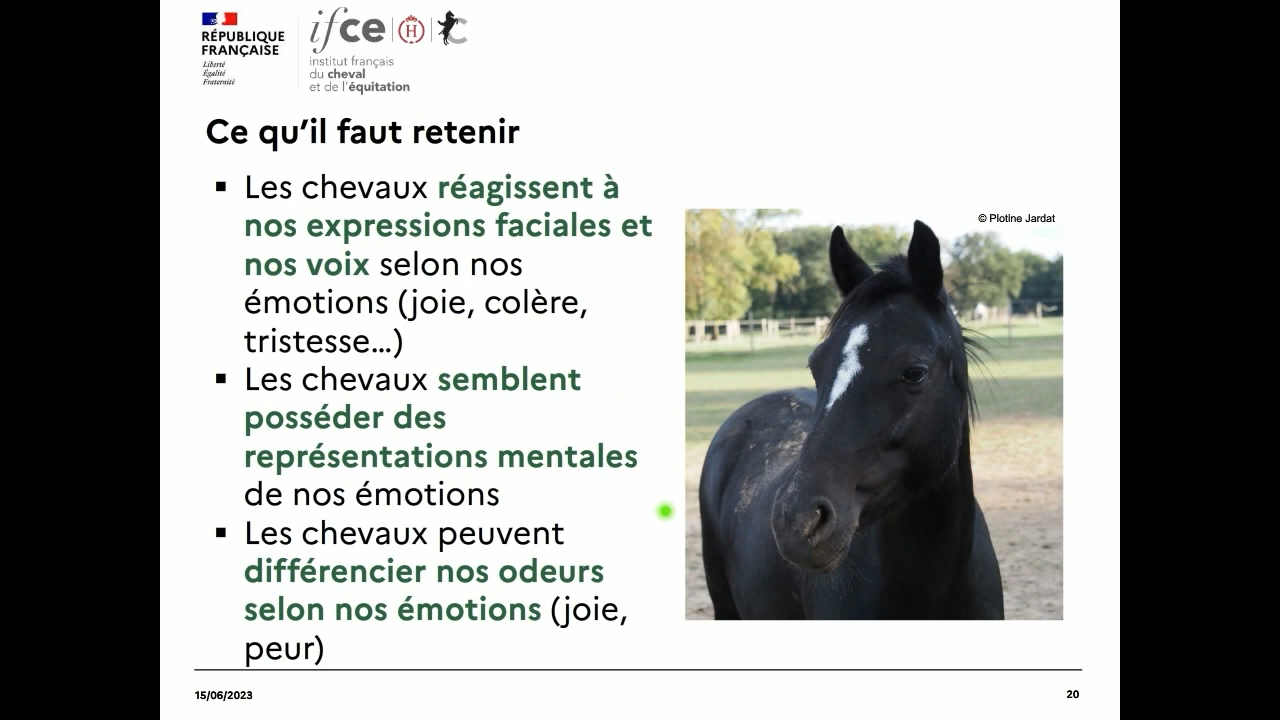 RÉPUBLIQUE
FRANÇAISE
Liberté
Égalité
Fraternité
ifce
H
institut français
du cheval
et de l'équitation
Ce qu'il faut retenir
▪ Les chevaux réagissent à
nos expressions faciales et
nos voix selon nos
émotions (joie, colère,
tristesse…)
▪ Les chevaux semblent
posséder des
représentations mentales
de nos émotions
▪ Les chevaux peuvent
différencier nos odeurs
selon nos émotions (joie,
peur)
© Plotine Jardat
15/06/2023
20